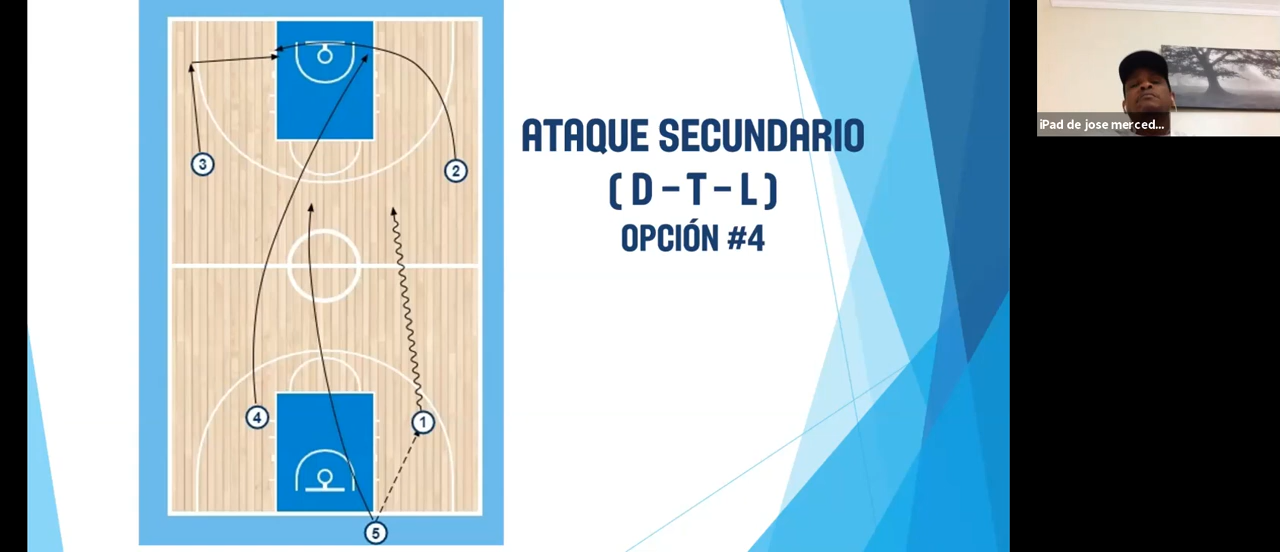 ATAQUE SECUNDARIO
( D – T – L )
OPCIÓN #4
3
2
4
1
5
iPad de jose merced...